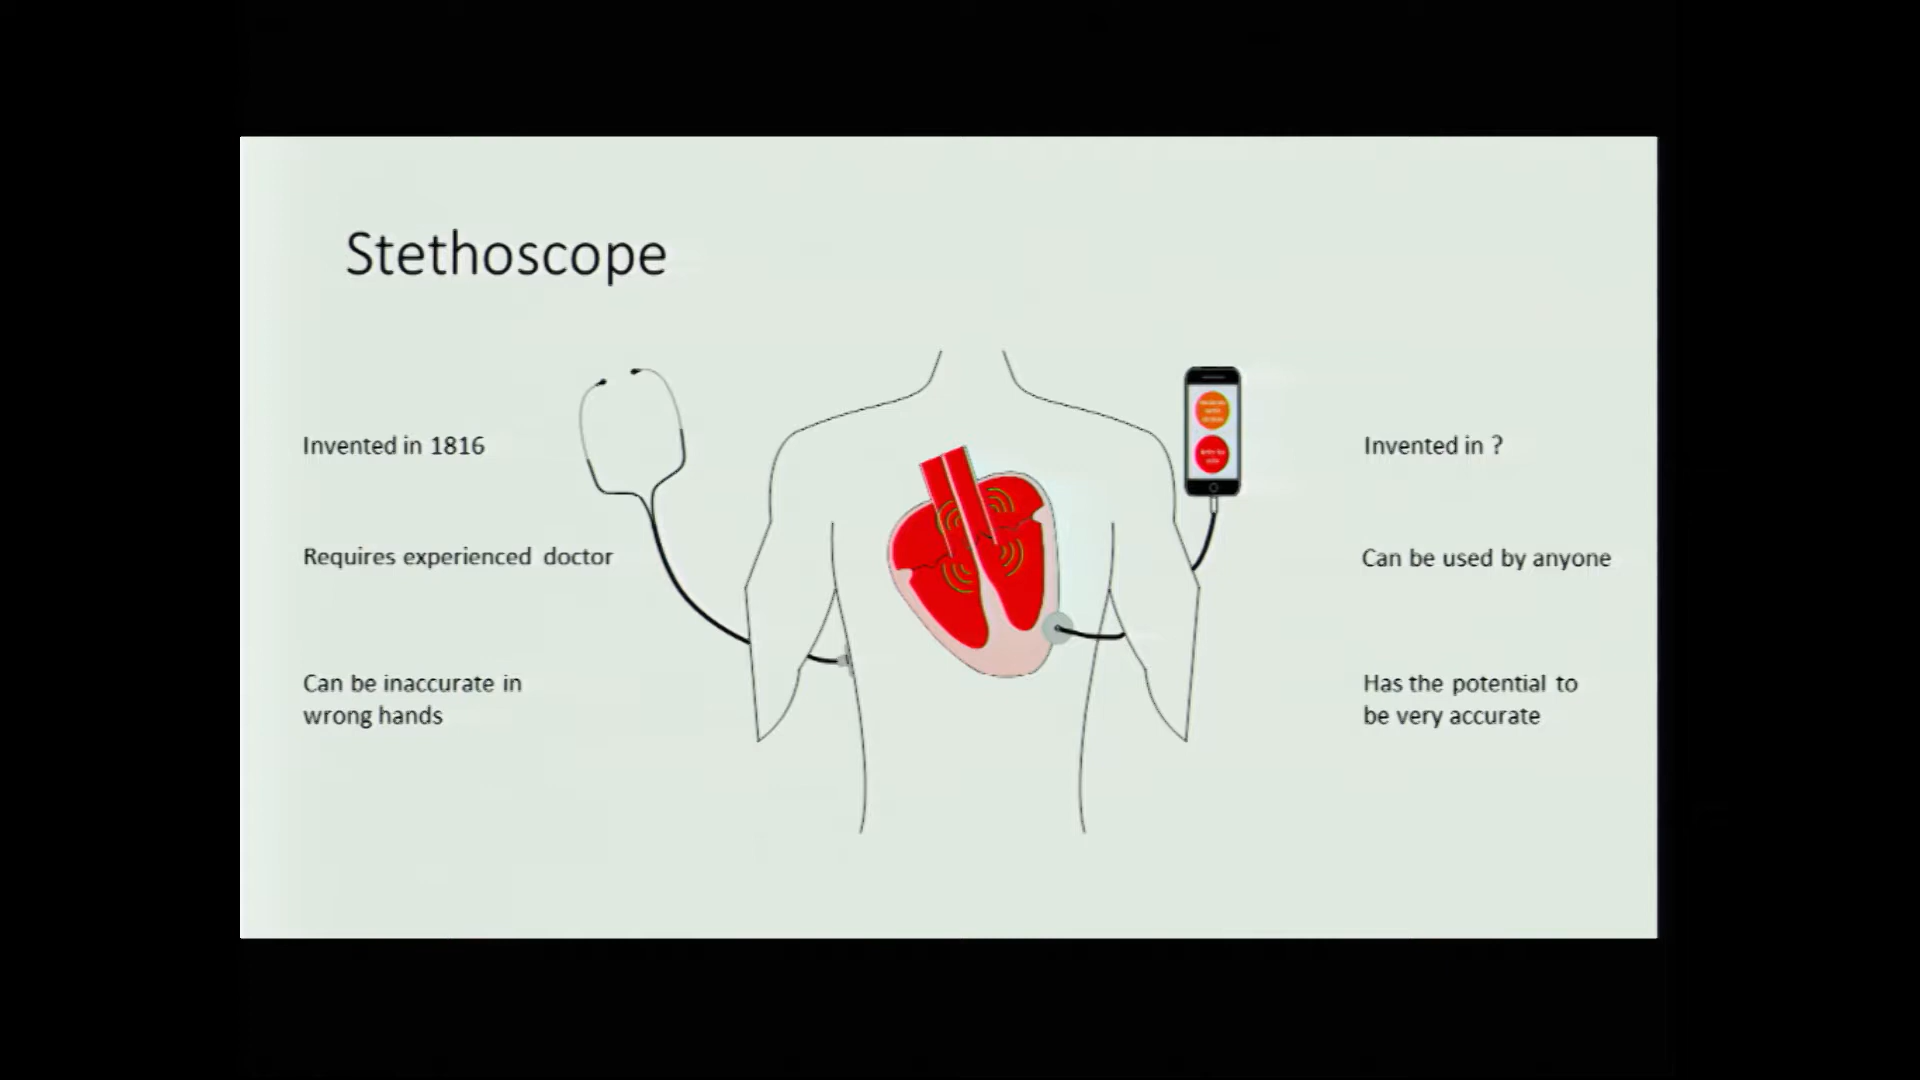 Stethoscope
Invented in 1816
Requires experienced doctor
Can be inaccurate in
wrong hands
Invented in ?
Can be used by anyone
Has the potential to
be very accurate